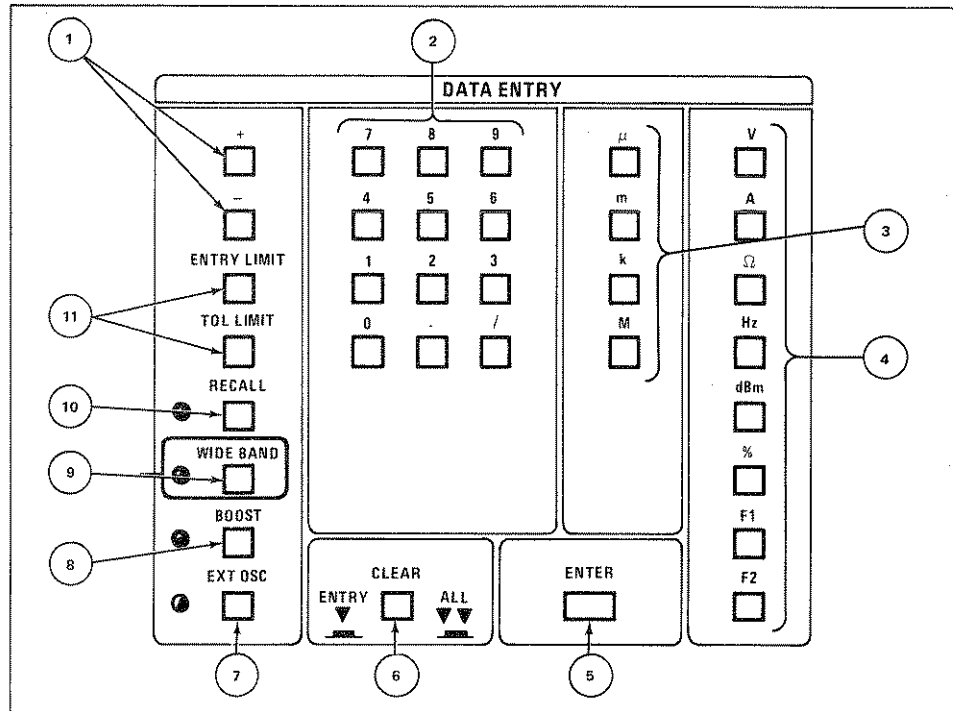 1
2
DATA ENTRY
+
7 8 9
μ
V
−
4 5 6
m
A
3
ENTRY LIMIT
1 2 3
k
Ω
11
TOL LIMIT
0 . /
M
Hz
4
RECALL
dBm
10
WIDE BAND
%
9
BOOST
F1
8
EXT OSC
CLEAR
ENTER
F2
ENTRY ALL
7
6
5